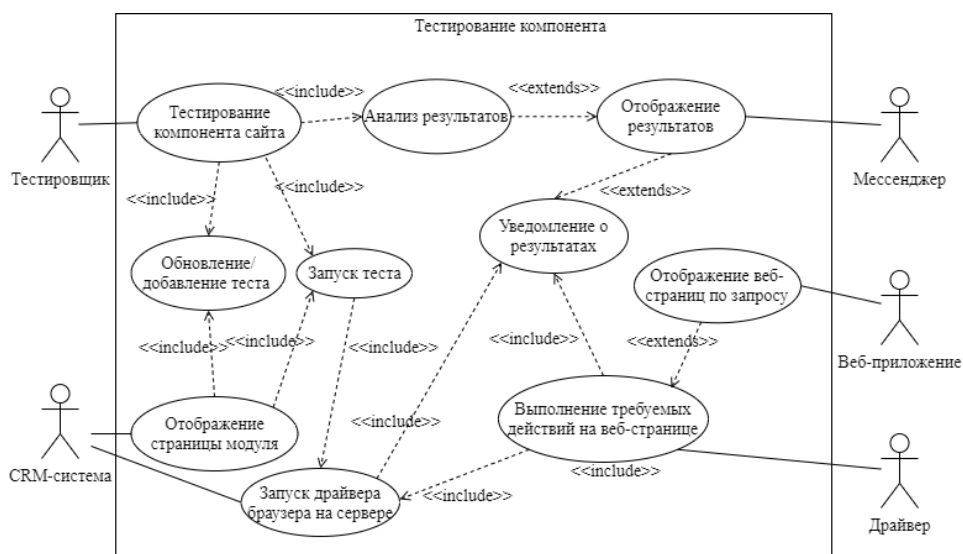 Тестирование компонента
<<include>>
<<extends>>
Тестирование
компонента сайта
Анализ результатов
Отображение
результатов
Тестировщик
Мессенджер
<<include>>
<<include>>
<<extends>>
Уведомление о
результатах
Обновление/
добавление теста
Запуск теста
Отображение веб-
страниц по запросу
Веб-приложение
<<include>>
<<include>>
<<include>>
<<include>>
<<extends>>
Отображение
страницы модуля
<<include>>
Выполнение требуемых
действий на веб-странице
CRM-система
Запуск драйвера
браузера на сервере
<<include>>
<<include>>
Драйвер